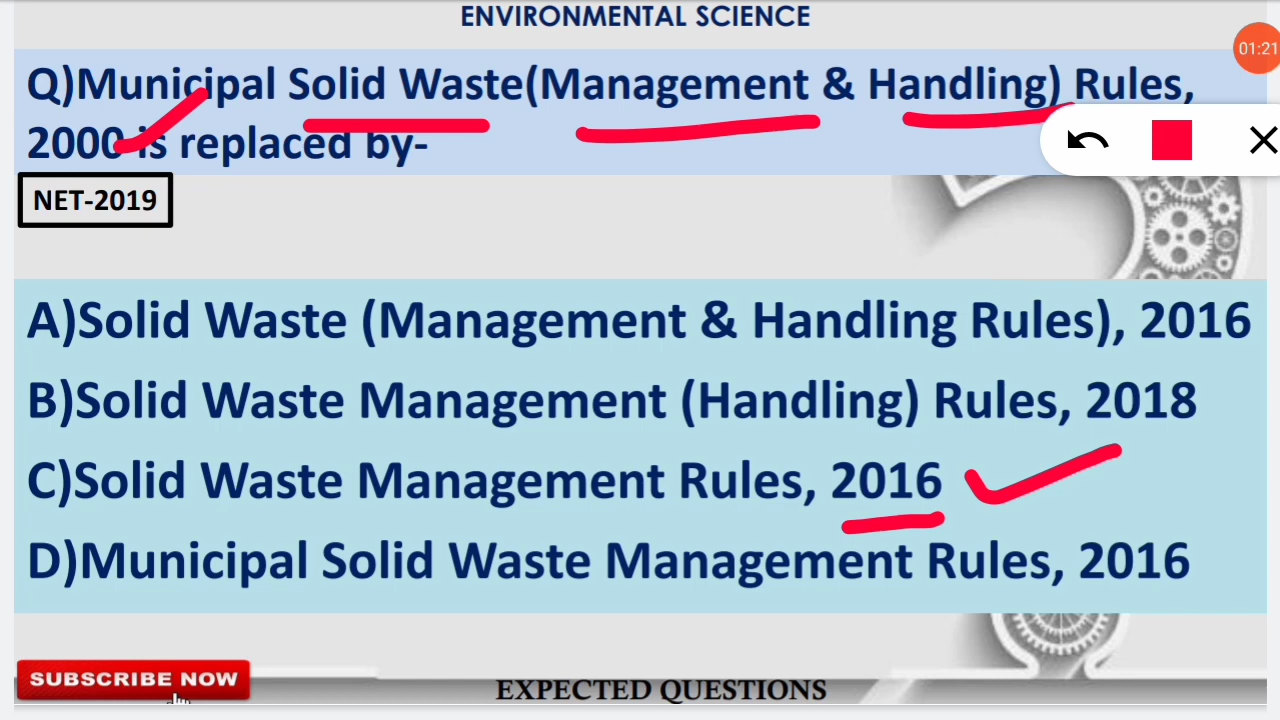 ENVIRONMENTAL SCIENCE
01:21
Q)Municipal Solid Waste(Management & Handling) Rules,
2000 is replaced by-
NET-2019
A)Solid Waste (Management & Handling Rules), 2016
B)Solid Waste Management (Handling) Rules, 2018
C)Solid Waste Management Rules, 2016
D)Municipal Solid Waste Management Rules, 2016
SUBSCRIBE NOW
EXPECTED QUESTIONS